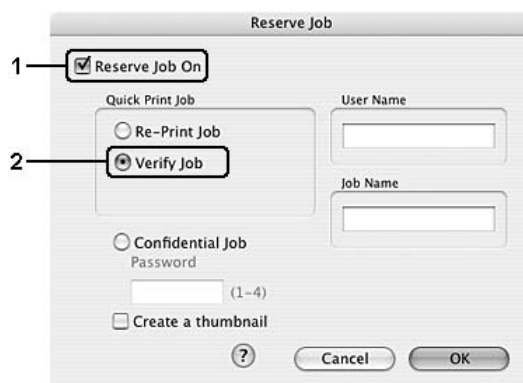 Reserve Job
1
Reserve Job On
Quick Print Job
User Name
Re-Print Job
2
Verify Job
Job Name
Confidential Job
Password
(1-4)
Create a thumbnail
?
Cancel
OK